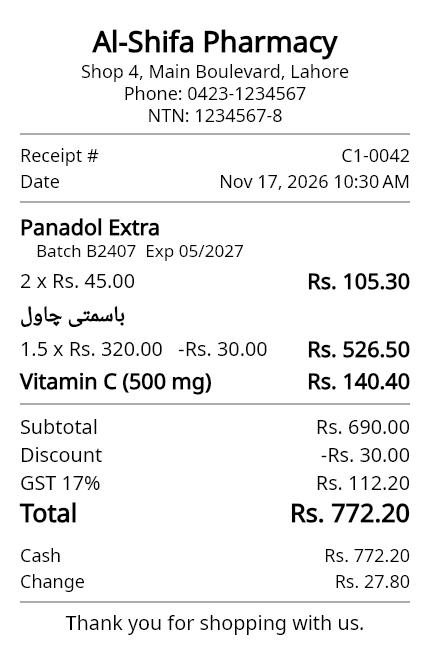 Al-Shifa Pharmacy
Shop 4, Main Boulevard, Lahore
Phone: 0423-1234567
NTN: 1234567-8
Receipt # C1-0042
Date Nov 17, 2026 10:30 AM
Panadol Extra
Batch B2407 Exp 05/2027
2 x Rs. 45.00 Rs. 105.30
باسمتی چاول
1.5 x Rs. 320.00 -Rs. 30.00 Rs. 526.50
Vitamin C (500 mg) Rs. 140.40
Subtotal Rs. 690.00
Discount -Rs. 30.00
GST 17% Rs. 112.20
Total Rs. 772.20
Cash Rs. 772.20
Change Rs. 27.80
Thank you for shopping with us.